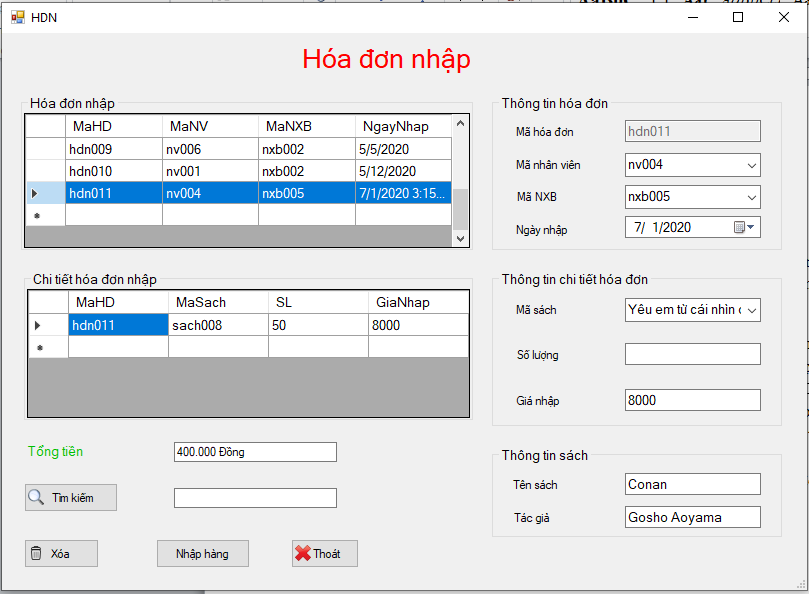 HDN
Hóa đơn nhập
Hóa đơn nhập
MaHD MaNV MaNXB NgayNhap
hdn009 nv006 nxb002 5/5/2020
hdn010 nv001 nxb002 5/12/2020
hdn011 nv004 nxb005 7/1/2020 3:15...
Thông tin hóa đơn
Mã hóa đơn hdn011
Mã nhân viên nv004
Mã NXB nxb005
Ngày nhập 7/ 1/2020
Chi tiết hóa đơn nhập
MaHD MaSach SL GiaNhap
hdn011 sach008 50 8000
Thông tin chi tiết hóa đơn
Mã sách Yêu em từ cái nhìn
Số lượng
Giá nhập 8000
Tổng tiền 400.000 Đồng
Tìm kiếm
Xóa Nhập hàng Thoát
Thông tin sách
Tên sách Conan
Tác giả Gosho Aoyama